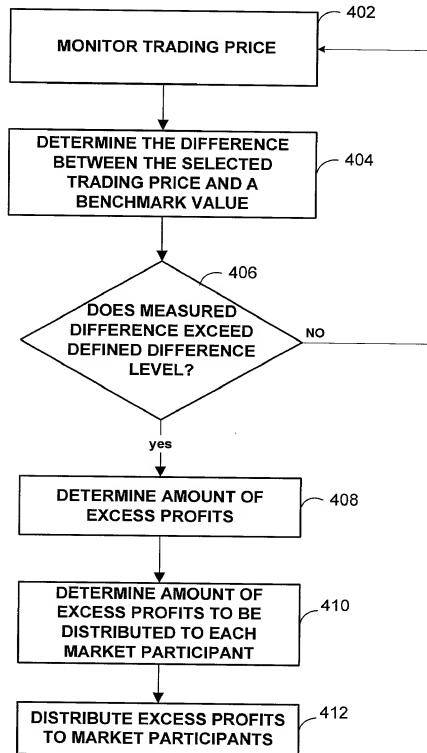 402
MONITOR TRADING PRICE
DETERMINE THE DIFFERENCE
BETWEEN THE SELECTED
TRADING PRICE AND A
BENCHMARK VALUE
404
406
DOES MEASURED
DIFFERENCE EXCEED
DEFINED DIFFERENCE
LEVEL?
NO
yes
DETERMINE AMOUNT OF
EXCESS PROFITS
408
DETERMINE AMOUNT OF
EXCESS PROFITS TO BE
DISTRIBUTED TO EACH
MARKET PARTICIPANT
410
DISTRIBUTE EXCESS PROFITS
TO MARKET PARTICIPANTS
412